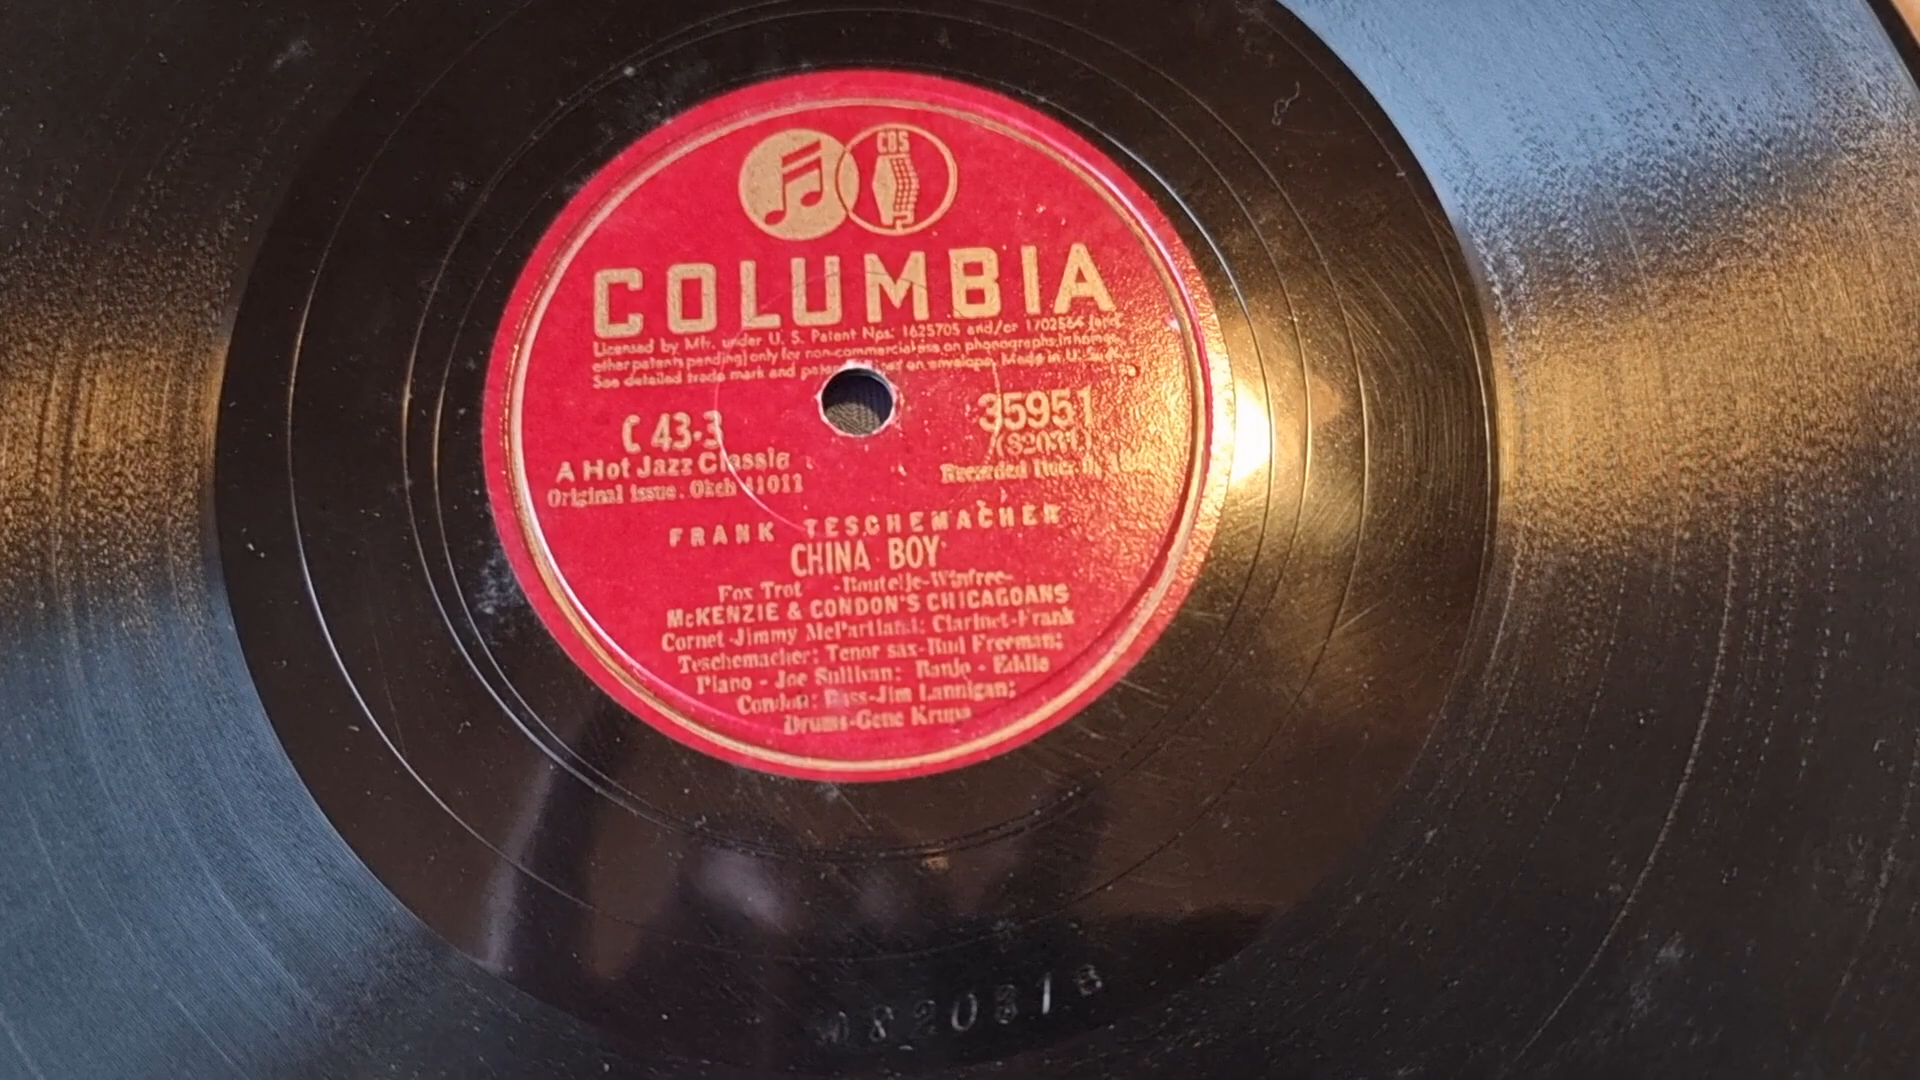 CBS
COLUMBIA
Licensed by Mfr. under U. S. Patent Nos. 1625705 and/or 1702564 (and
other patents pending) only for non-commercial use on phonographs in homes.
See detailed trade mark and on envelope. Made in U. S. A.
C 43-3
35951
A Hot Jazz Classic
Original Issue. Okeh 41011
Recorded
FRANK TESCHEMACHER
CHINA BOY
Fox Trot -Boutelje-Winfree-
McKENZIE & CONDON'S CHICAGOANS
Cornet-Jimmy McPartland; Clarinet-Frank
Teschemacher; Tenor sax-Bud Freeman;
Piano - Joe Sullivan; Banjo - Eddie
Condon; Bass-Jim Lannigan;
Drums-Gene Krupa